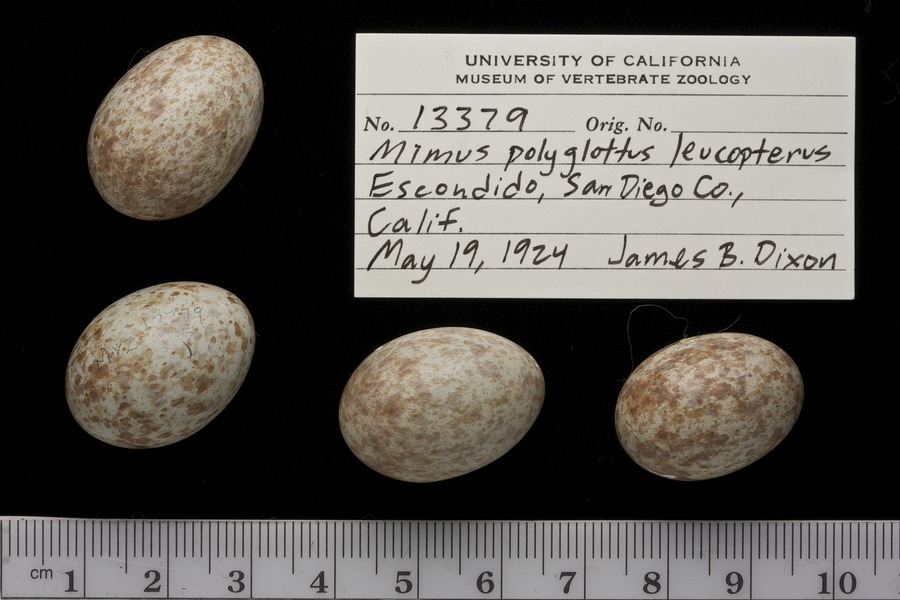 UNIVERSITY OF CALIFORNIA
MUSEUM OF VERTEBRATE ZOOLOGY
No. 13379 Orig. No.
Mimus polyglottus leucopterus
Escondido, San Diego Co.,
Calif.
May 19, 1924 James B. Dixon
cm 1 2 3 4 5 6 7 8 9 10